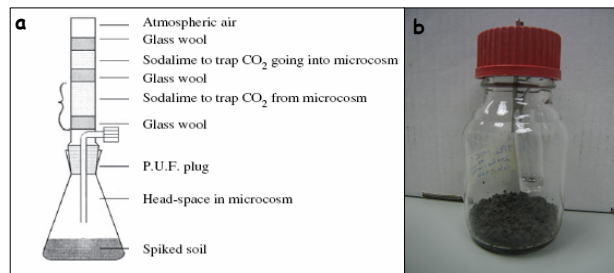 a
Atmospheric air
Glass wool
Sodalime to trap CO₂ going into microcosm
Glass wool
Sodalime to trap CO₂ from microcosm
Glass wool
P.U.F. plug
Head-space in microcosm
Spiked soil
b